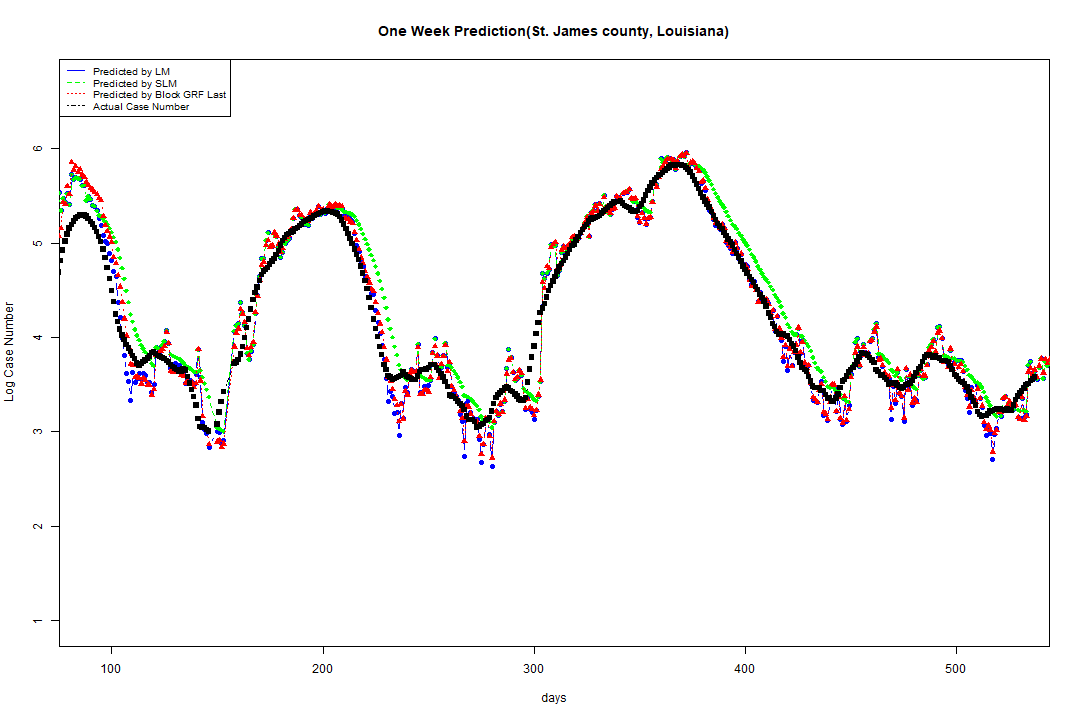 One Week Prediction(St. James county, Louisiana)
Predicted by LM
Predicted by SLM
Predicted by Block GRF Last
Actual Case Number
6
5
4
3
2
1
Log Case Number
100 200 300 400 500
days